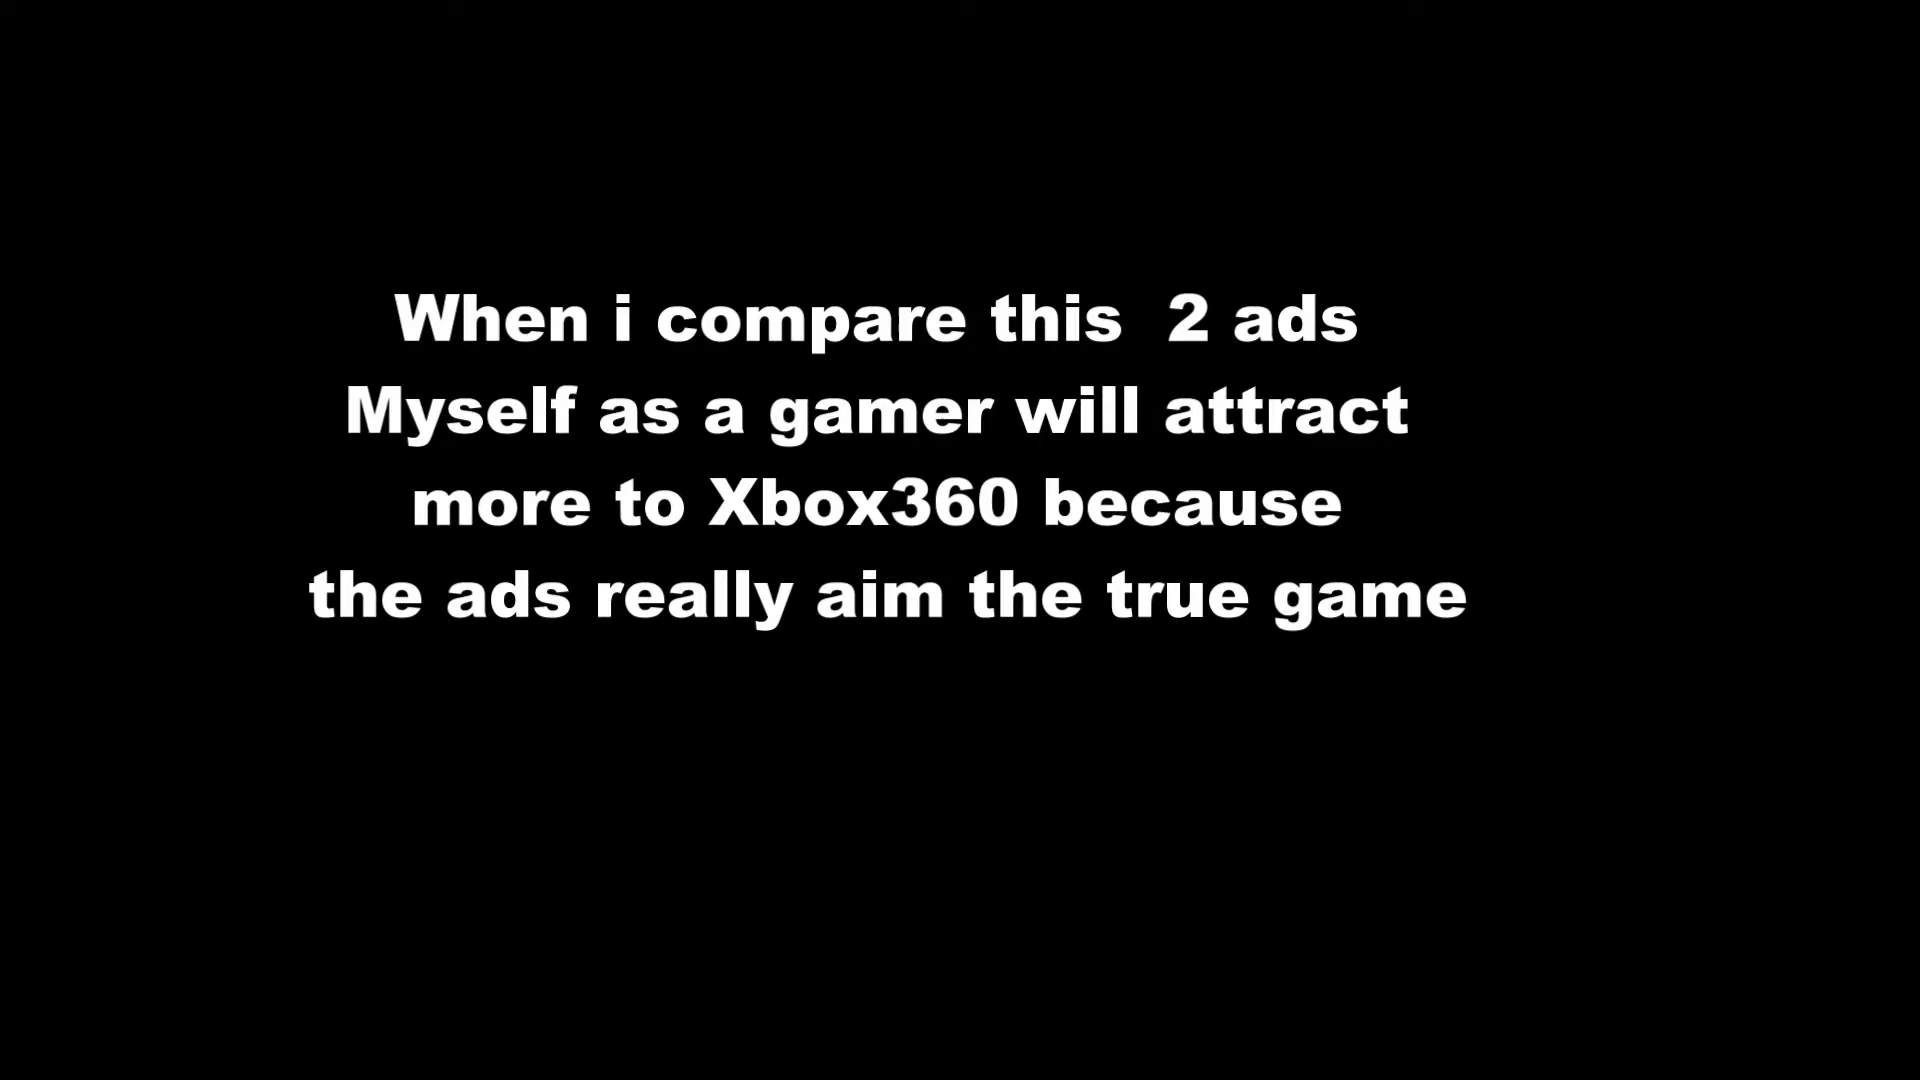 When i compare this  2 ads
Myself as a gamer will attract
more to Xbox360 because
the ads really aim the true game